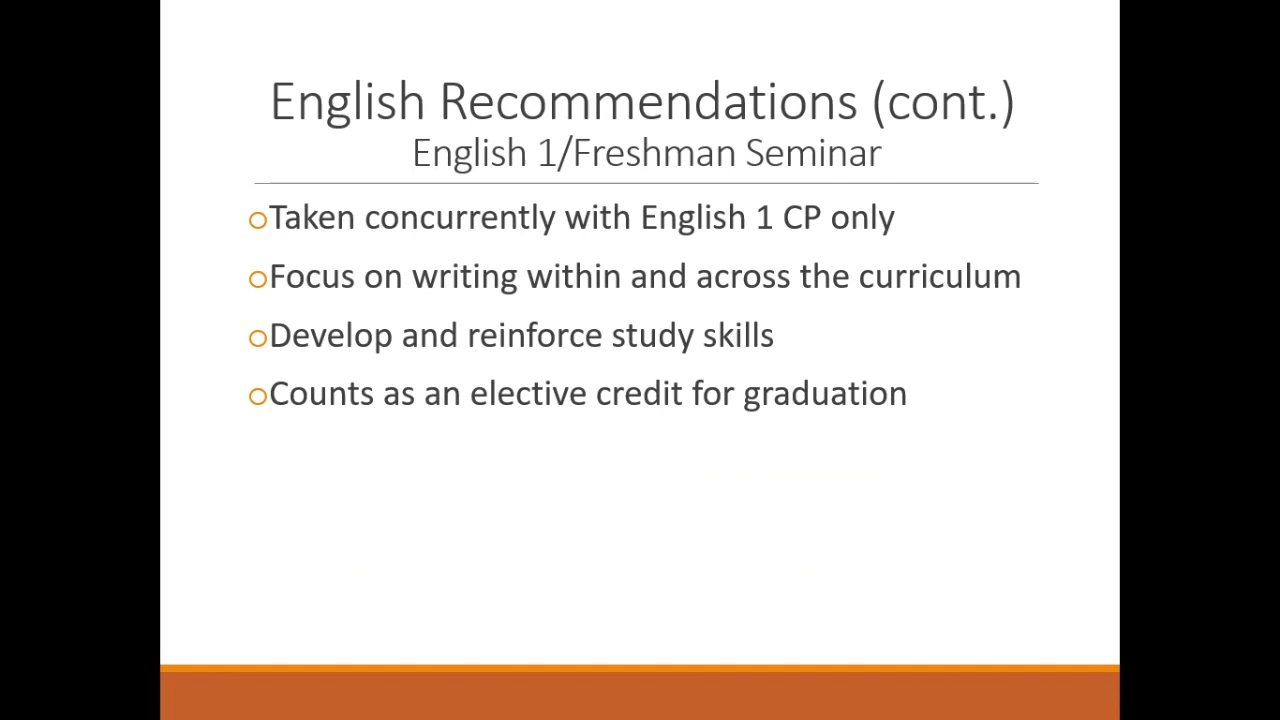 English Recommendations (cont.)
English 1/Freshman Seminar
Taken concurrently with English 1 CP only
Focus on writing within and across the curriculum
Develop and reinforce study skills
Counts as an elective credit for graduation